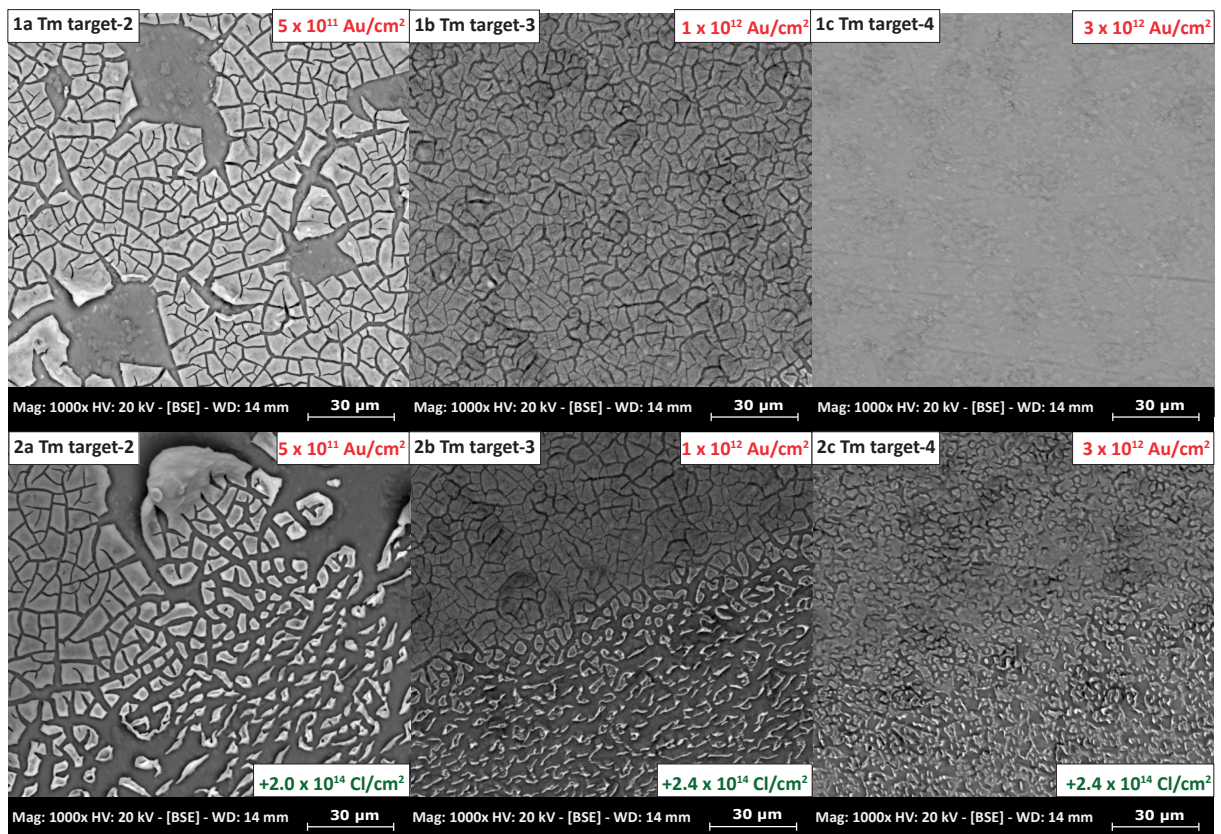 1a Tm target-2
5 x 10¹¹ Au/cm²
1b Tm target-3
1 x 10¹² Au/cm²
1c Tm target-4
3 x 10¹² Au/cm²
Mag: 1000x HV: 20 kV - [BSE] - WD: 14 mm
30 μm
Mag: 1000x HV: 20 kV - [BSE] - WD: 14 mm
30 μm
Mag: 1000x HV: 20 kV - [BSE] - WD: 14 mm
30 μm
2a Tm target-2
5 x 10¹¹ Au/cm²
2b Tm target-3
1 x 10¹² Au/cm²
2c Tm target-4
3 x 10¹² Au/cm²
+2.0 x 10¹⁴ Cl/cm²
+2.4 x 10¹⁴ Cl/cm²
+2.4 x 10¹⁴ Cl/cm²
Mag: 1000x HV: 20 kV - [BSE] - WD: 14 mm
30 μm
Mag: 1000x HV: 20 kV - [BSE] - WD: 14 mm
30 μm
Mag: 1000x HV: 20 kV - [BSE] - WD: 14 mm
30 μm